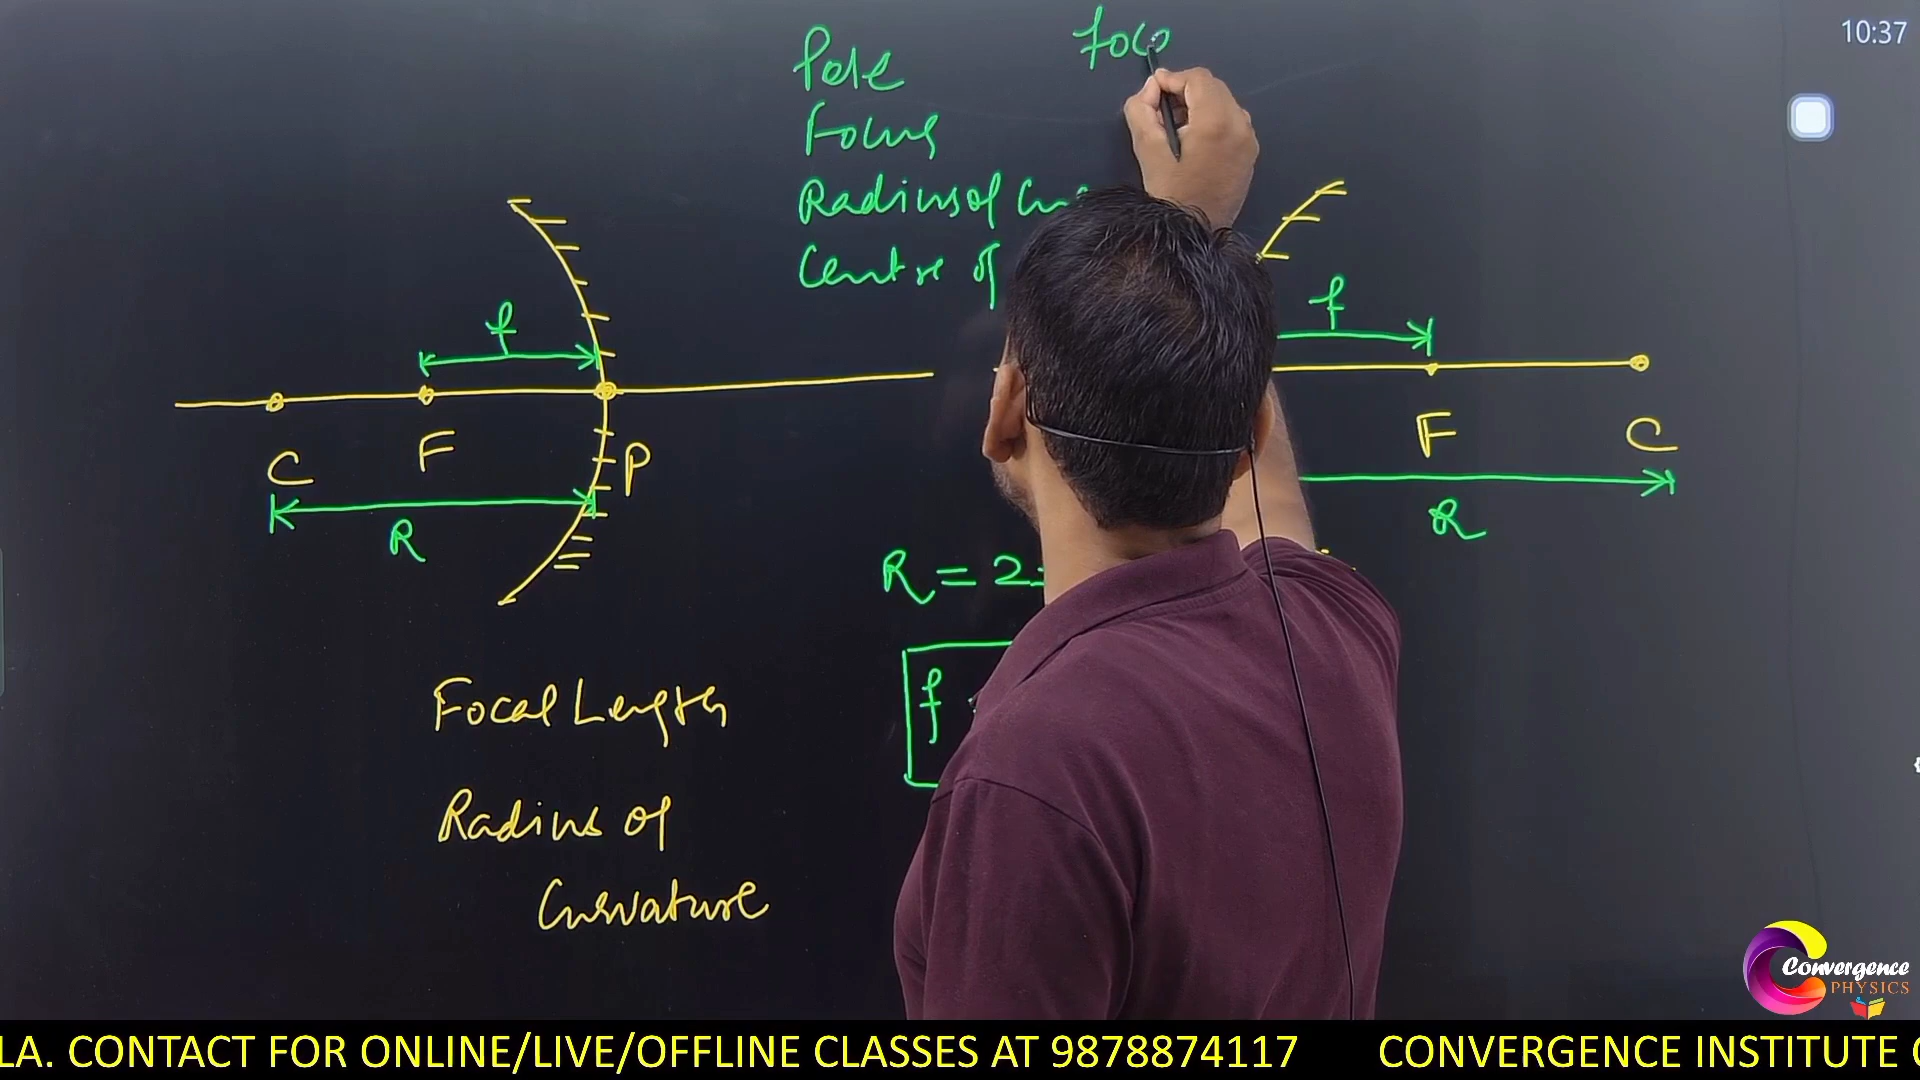 10:37
Pole
Focus
Radius of
Centre of
f
C
F
P
R
f
F
C
R
R = 2
f
Focal Length
Radius of
Curvature
Convergence
PHYSICS
LA. CONTACT FOR ONLINE/LIVE/OFFLINE CLASSES AT 9878874117 CONVERGENCE INSTITUTE